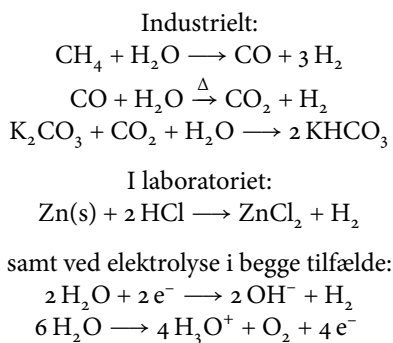 Industrielt:
CH₄ + H₂O ⟶ CO + 3 H₂
CO + H₂O →^Δ CO₂ + H₂
K₂CO₃ + CO₂ + H₂O ⟶ 2 KHCO₃
I laboratoriet:
Zn(s) + 2 HCl ⟶ ZnCl₂ + H₂
samt ved elektrolyse i begge tilfælde:
2 H₂O + 2 e⁻ ⟶ 2 OH⁻ + H₂
6 H₂O ⟶ 4 H₃O⁺ + O₂ + 4 e⁻